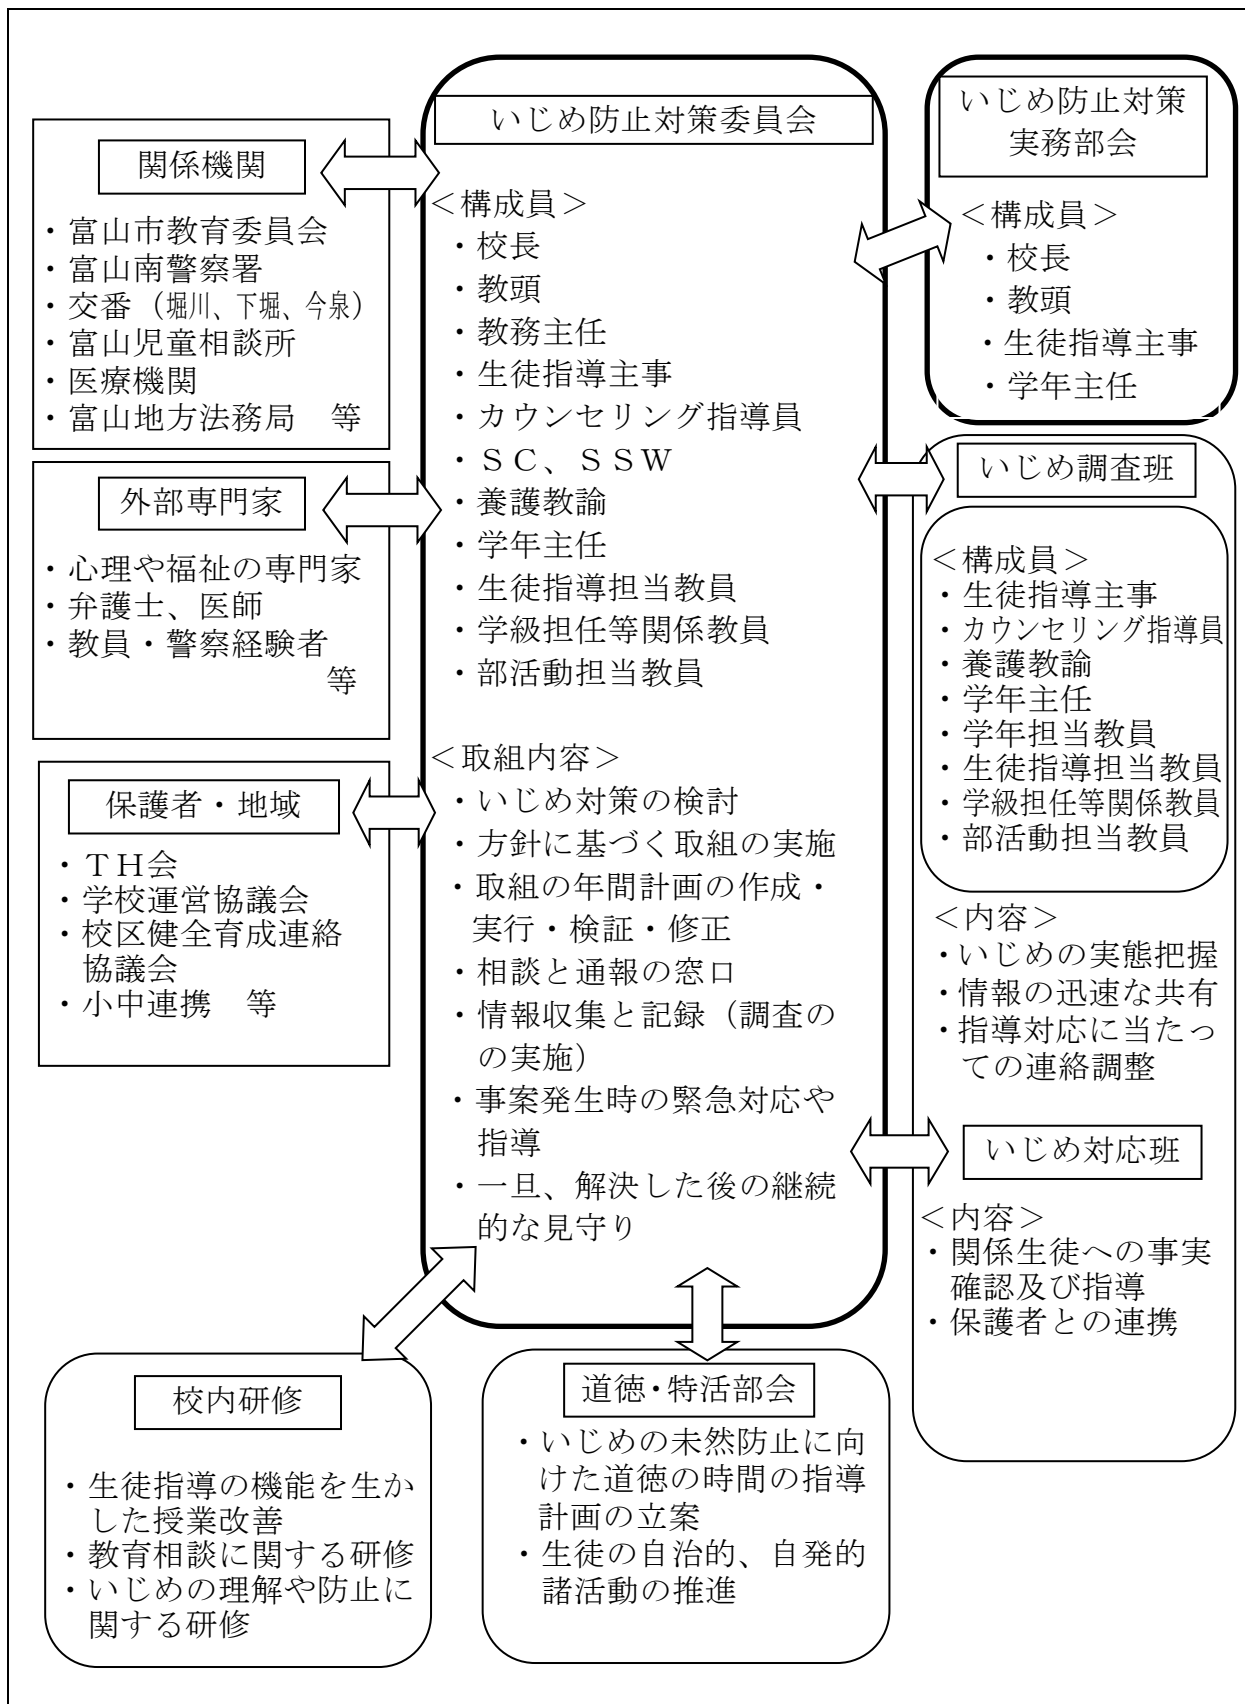 いじめ防止対策委員会
＜構成員＞
・校長
・教頭
・教務主任
・生徒指導主事
・カウンセリング指導員
・ＳＣ、ＳＳＷ
・養護教諭
・学年主任
・生徒指導担当教員
・学級担任等関係教員
・部活動担当教員
＜取組内容＞
・いじめ対策の検討
・方針に基づく取組の実施
・取組の年間計画の作成・
実行・検証・修正
・相談と通報の窓口
・情報収集と記録（調査の
の実施）
・事案発生時の緊急対応や
指導
・一旦、解決した後の継続
的な見守り
関係機関
・富山市教育委員会
・富山南警察署
・交番（堀川、下堀、今泉）
・富山児童相談所
・医療機関
・富山地方法務局　等
外部専門家
・心理や福祉の専門家
・弁護士、医師
・教員・警察経験者
等
保護者・地域
・ＴＨ会
・学校運営協議会
・校区健全育成連絡
協議会
・小中連携　等
いじめ防止対策
実務部会
＜構成員＞
・校長
・教頭
・生徒指導主事
・学年主任
いじめ調査班
＜構成員＞
・生徒指導主事
・カウンセリング指導員
・養護教諭
・学年主任
・学年担当教員
・生徒指導担当教員
・学級担任等関係教員
・部活動担当教員
＜内容＞
・いじめの実態把握
・情報の迅速な共有
・指導対応に当たっ
ての連絡調整
いじめ対応班
＜内容＞
・関係生徒への事実
確認及び指導
・保護者との連携
校内研修
・生徒指導の機能を生か
した授業改善
・教育相談に関する研修
・いじめの理解や防止に
関する研修
道徳・特活部会
・いじめの未然防止に向
けた道徳の時間の指導
計画の立案
・生徒の自治的、自発的
諸活動の推進